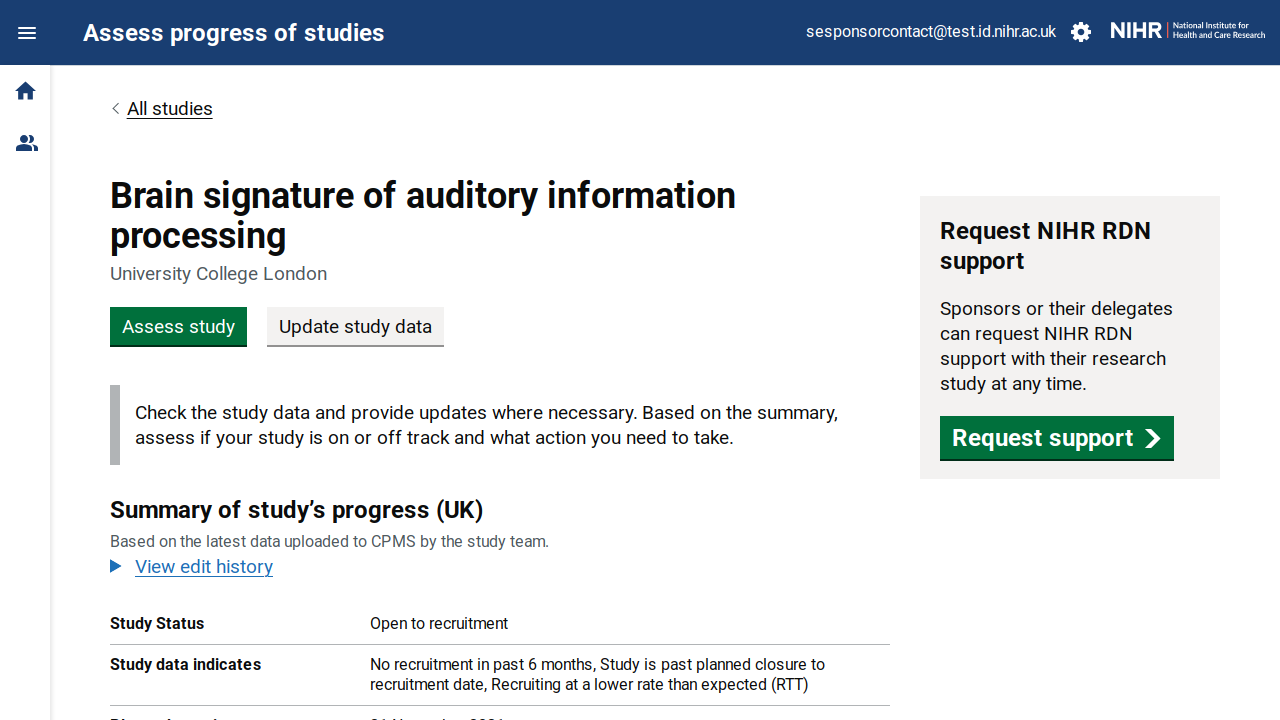 Assess progress of studies
sesponsorcontact@test.id.nihr.ac.uk
NIHR
National Institute for
Health and Care Research
All studies
Brain signature of auditory information
processing
University College London
Assess study
Update study data
Check the study data and provide updates where necessary. Based on the summary,
assess if your study is on or off track and what action you need to take.
Summary of study’s progress (UK)
Based on the latest data uploaded to CPMS by the study team.
View edit history
Study Status
Open to recruitment
Study data indicates
No recruitment in past 6 months, Study is past planned closure to
recruitment date, Recruiting at a lower rate than expected (RTT)
Request NIHR RDN
support
Sponsors or their delegates
can request NIHR RDN
support with their research
study at any time.
Request support